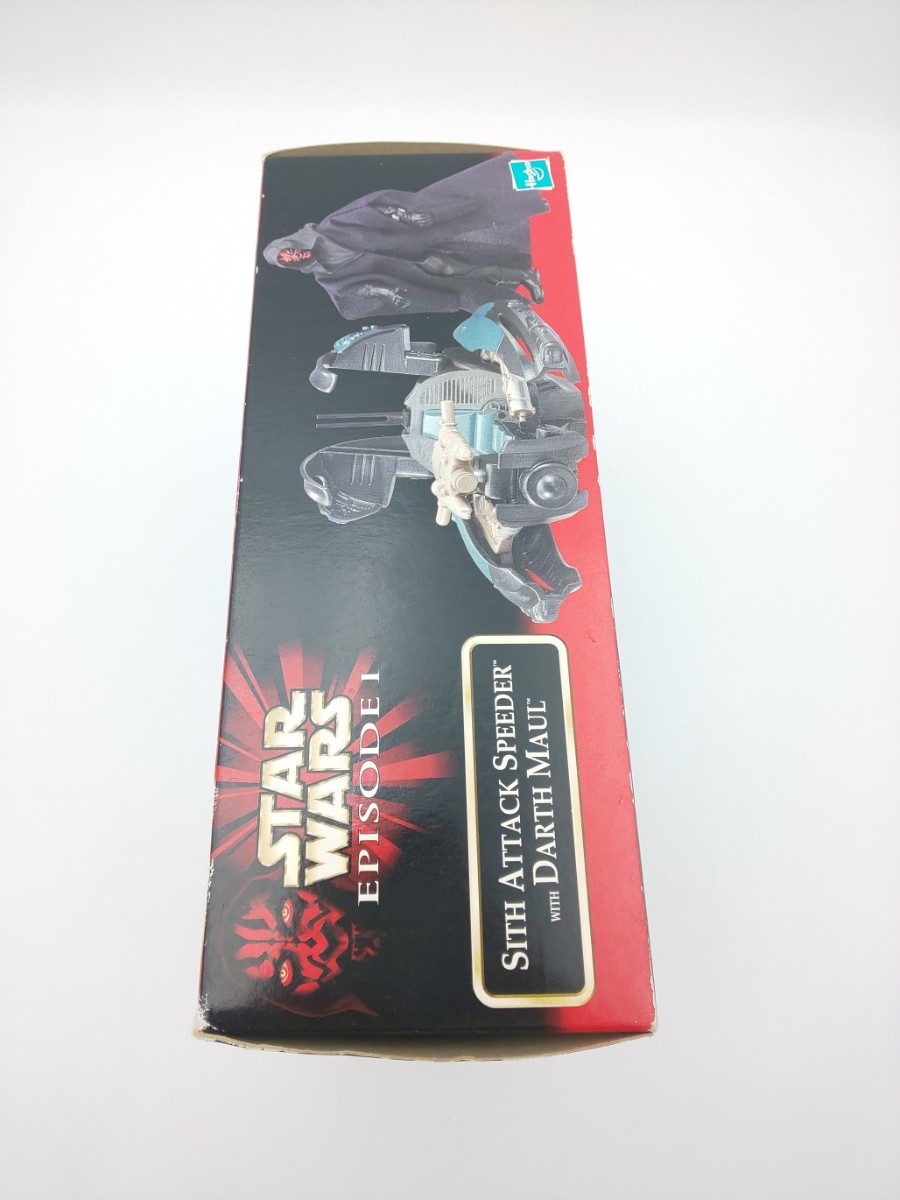 Hasbro
STAR
WARS
EPISODE I
SITH ATTACK SPEEDER™
WITH DARTH MAUL™